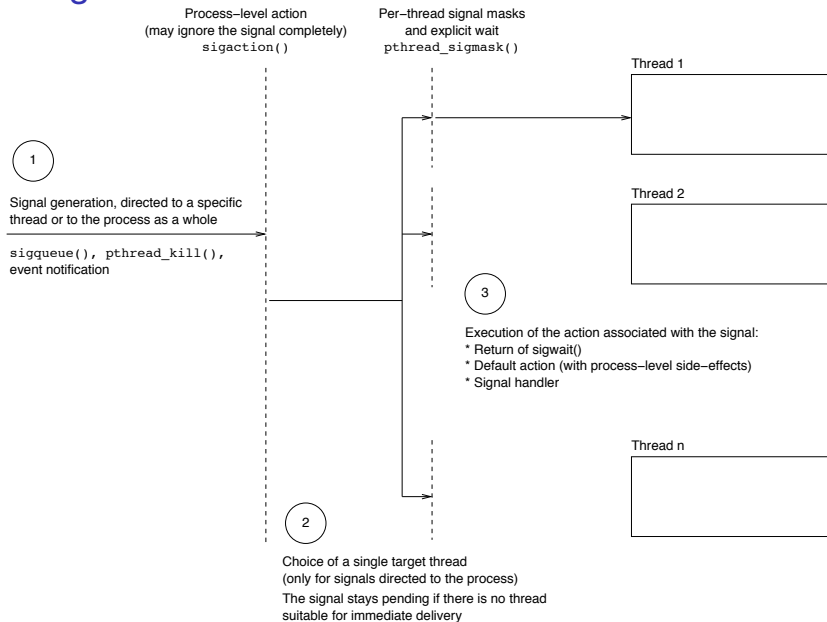 Process−level action
(may ignore the signal completely)
sigaction()
Per−thread signal masks
and explicit wait
pthread_sigmask()
Thread 1
1
Signal generation, directed to a specific
thread or to the process as a whole
sigqueue(), pthread_kill(),
event notification
Thread 2
3
Execution of the action associated with the signal:
* Return of sigwait()
* Default action (with process−level side−effects)
* Signal handler
Thread n
2
Choice of a single target thread
(only for signals directed to the process)
The signal stays pending if there is no thread
suitable for immediate delivery